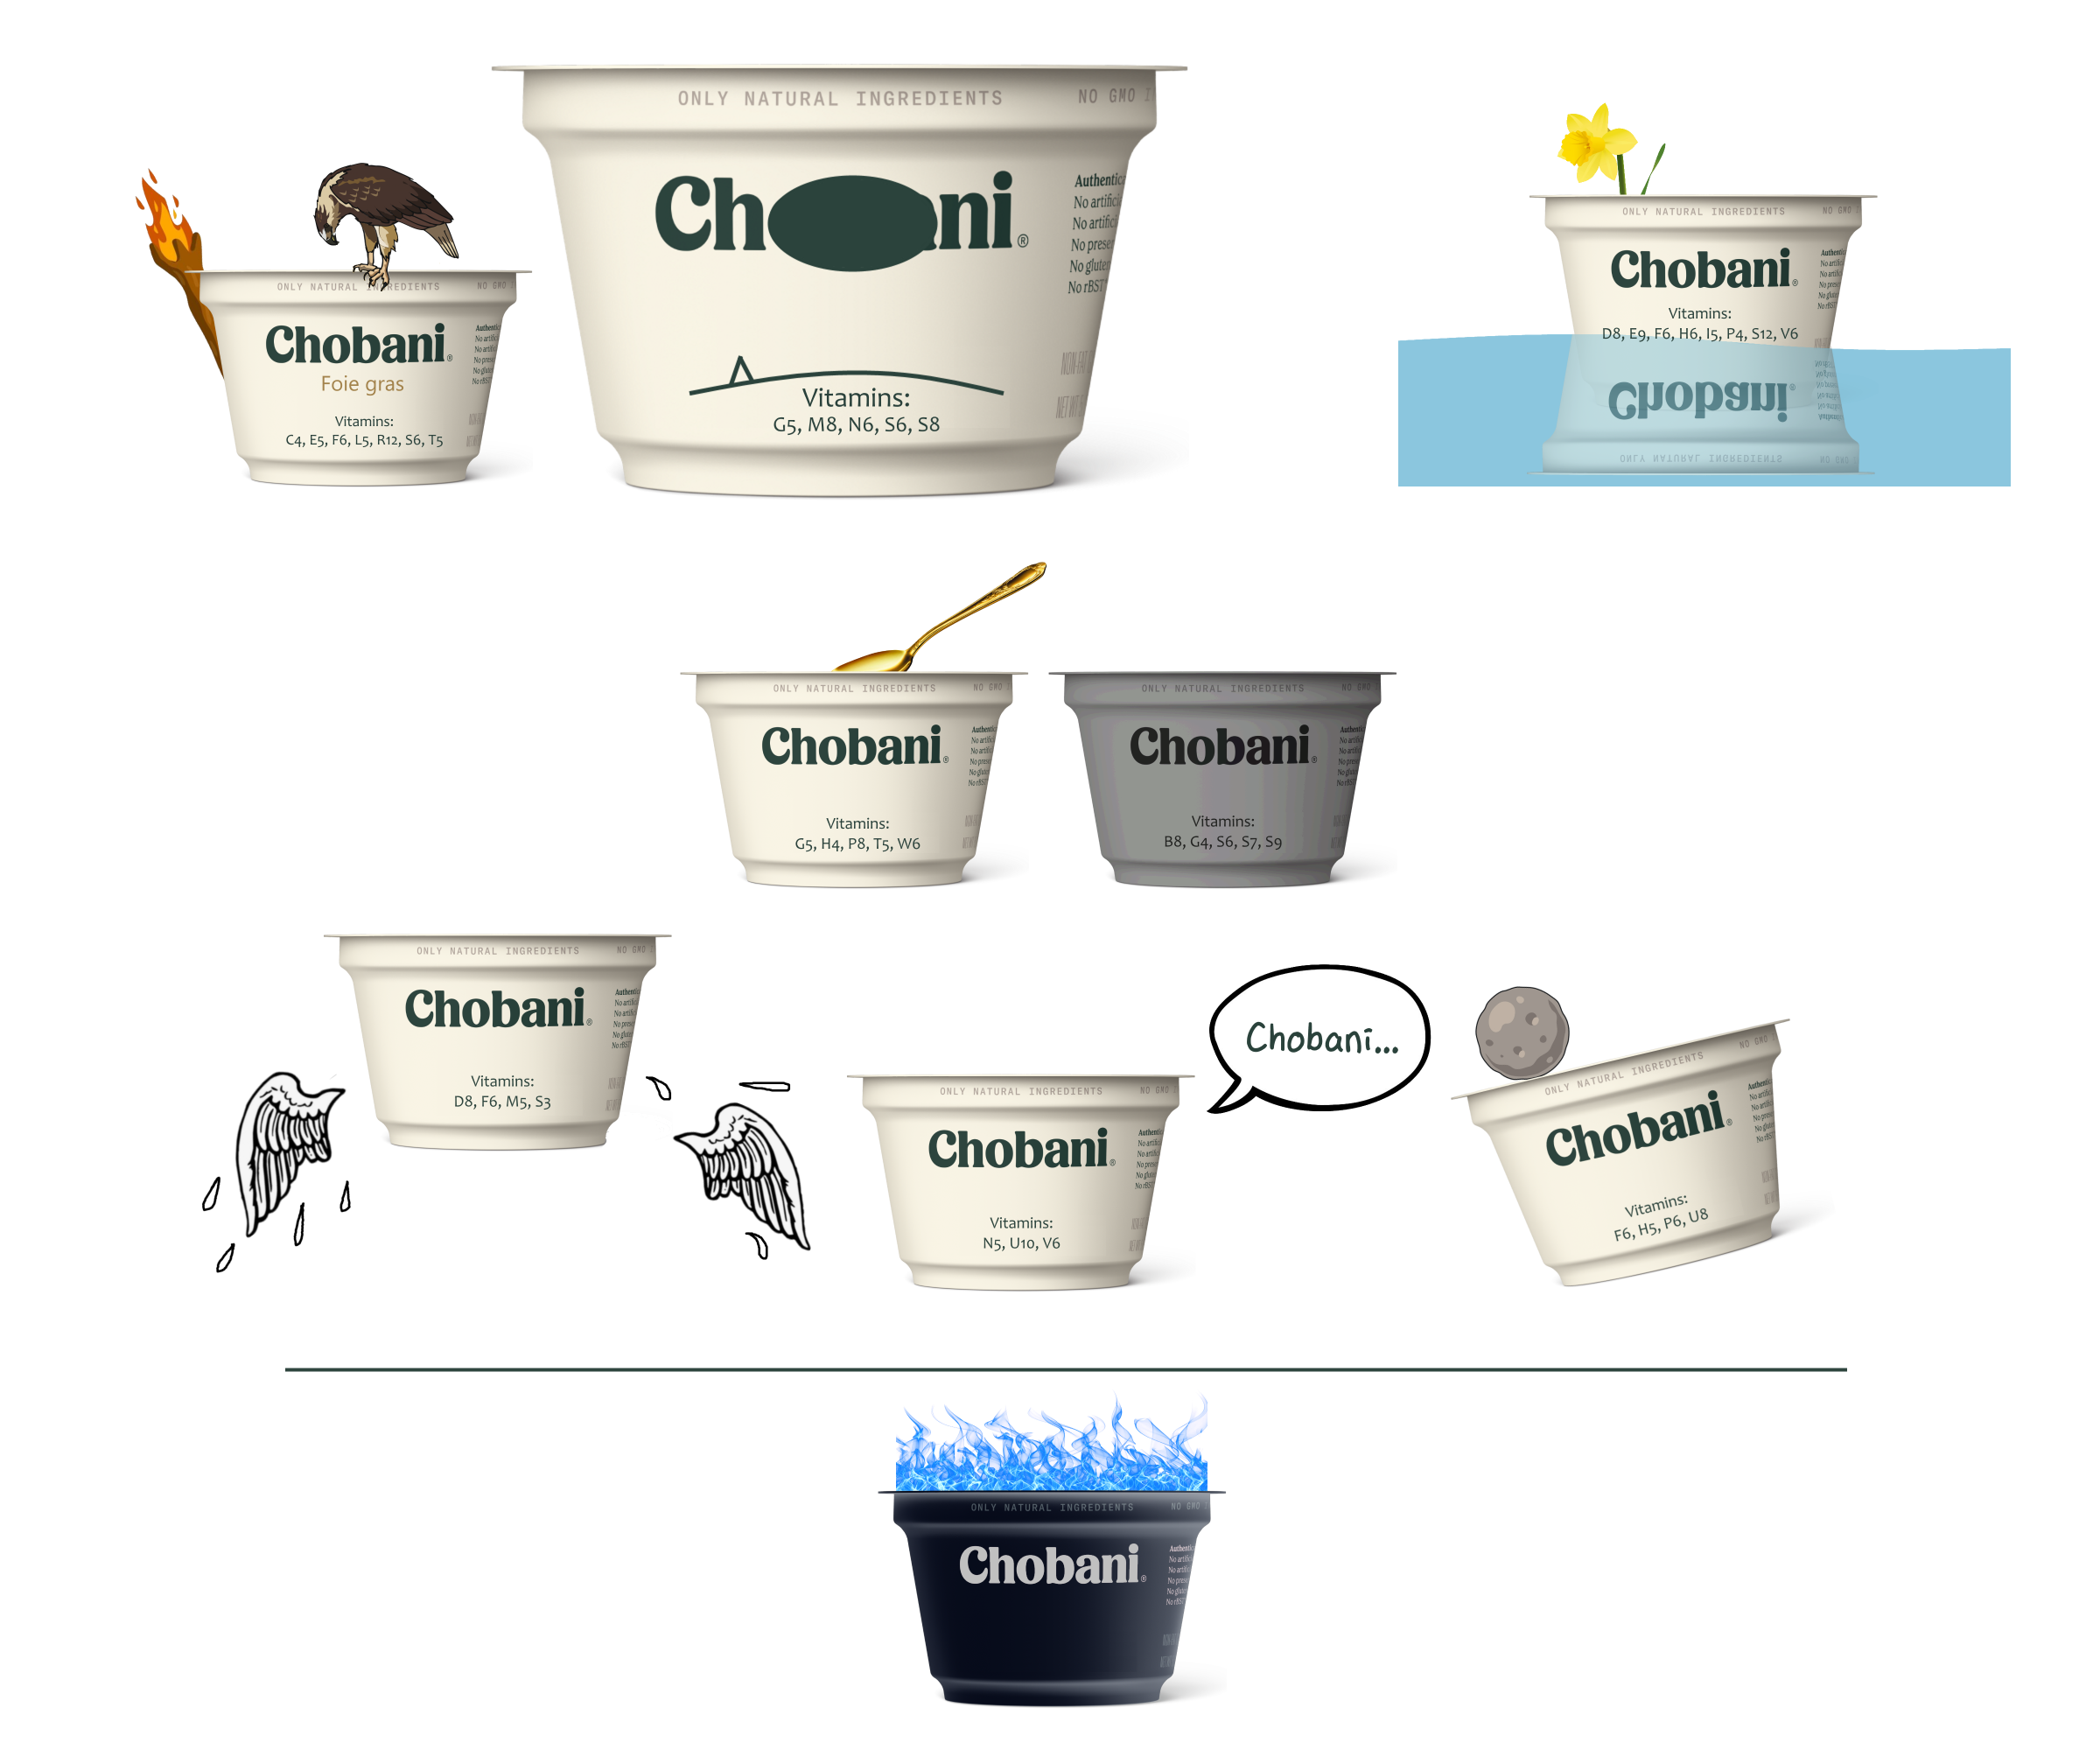 ONLY NATURAL INGREDIENTS NO GMO
Chobani®
Authentic
No artific
No artific
No prese
No gluten
No rBST
Vitamins:
G5, M8, N6, S6, S8
ONLY NATURAL INGREDIENTS NO GMO
Chobani®
Foie gras
Vitamins:
C4, E5, F6, L5, R12, S6, T5
ONLY NATURAL INGREDIENTS NO GMO
Chobani®
Vitamins:
D8, E9, F6, H6, I5, P4, S12, V6
Chobani
ONLY NATURAL INGREDIENTS
ONLY NATURAL INGREDIENTS NO GMO
Chobani®
Vitamins:
G5, H4, P8, T5, W6
ONLY NATURAL INGREDIENTS NO GMO
Chobani®
Vitamins:
B8, G4, S6, S7, S9
ONLY NATURAL INGREDIENTS NO GMO
Chobani®
Vitamins:
D8, F6, M5, S3
ONLY NATURAL INGREDIENTS NO GMO
Chobani®
Vitamins:
N5, U10, V6
Chobani...
ONLY NATURAL INGREDIENTS NO GMO
Chobani®
Vitamins:
F6, H5, P6, U8
ONLY NATURAL INGREDIENTS NO GMO
Chobani®